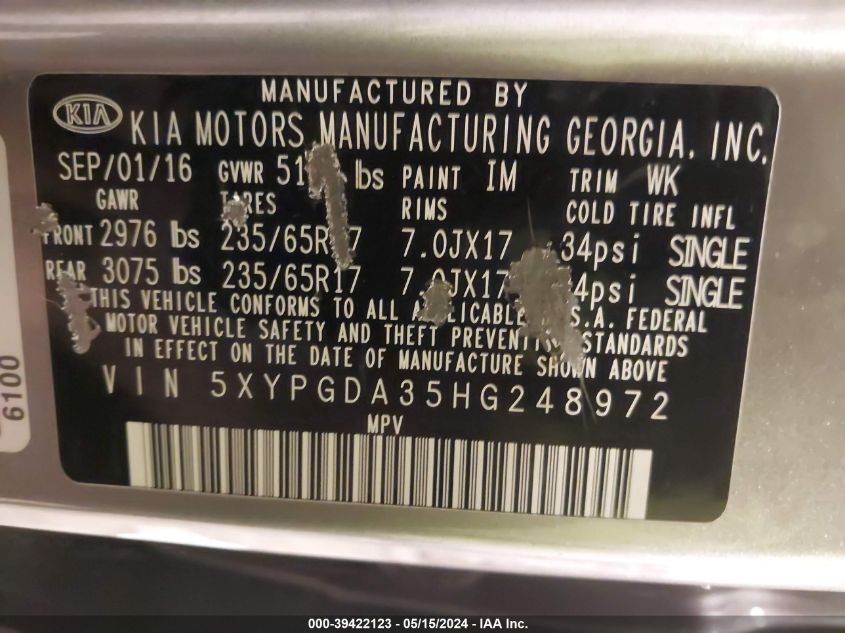 MANUFACTURED BY
KIA
KIA MOTORS MANUFACTURING GEORGIA, INC.
SEP/01/16 GVWR lbs PAINT IM TRIM WK
GAWR RIMS COLD TIRE INFL
FRONT 2976 lbs 7.0JX17 34psi SINGLE
REAR 3075 lbs 235/65R17 SINGLE
THIS VEHICLE CONFORMS TO ALL FEDERAL
MOTOR VEHICLE SAFETY AND THEFT STANDARDS
IN EFFECT ON THE DATE OF MANUFACTURE SHOWN ABOVE
VIN 5XYPGDA35HG248972
MPV
6100
000-39422123 - 05/15/2024 - IAA Inc.